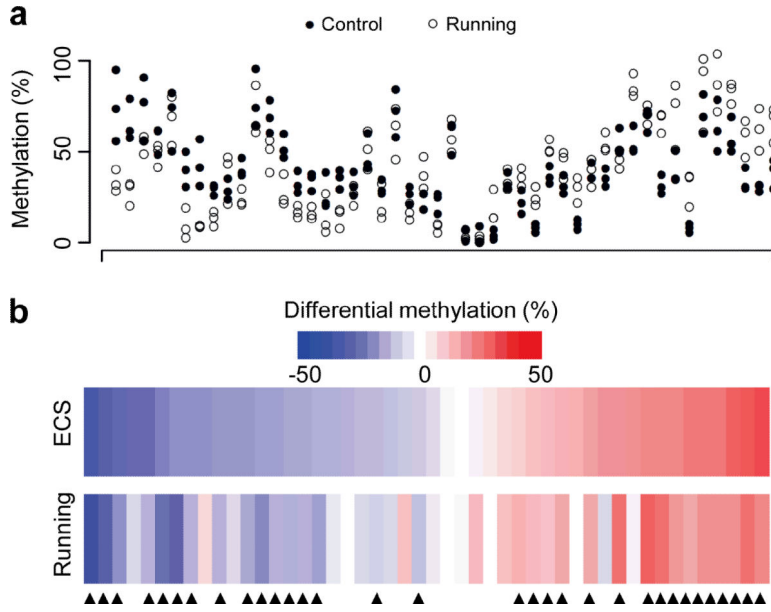 a
Control Running
Methylation (%)
100
50
0
b
Differential methylation (%)
-50 0 50
ECS
Running